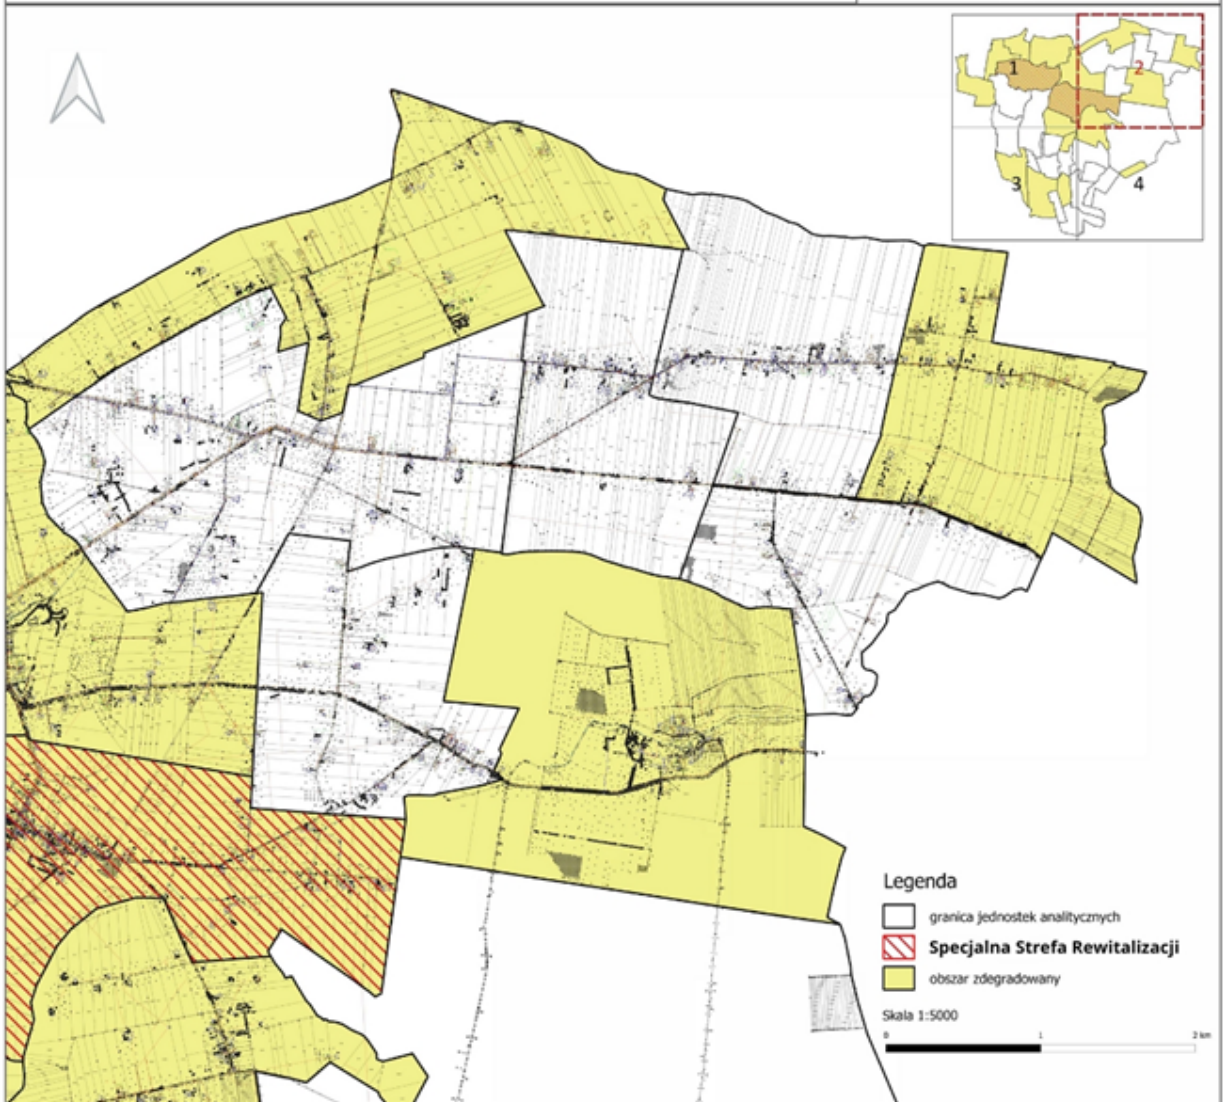 1
2
3
4
Legenda
granica jednostek analitycznych
Specjalna Strefa Rewitalizacji
obszar zdegradowany
Skala 1:5000
0 1 2 km